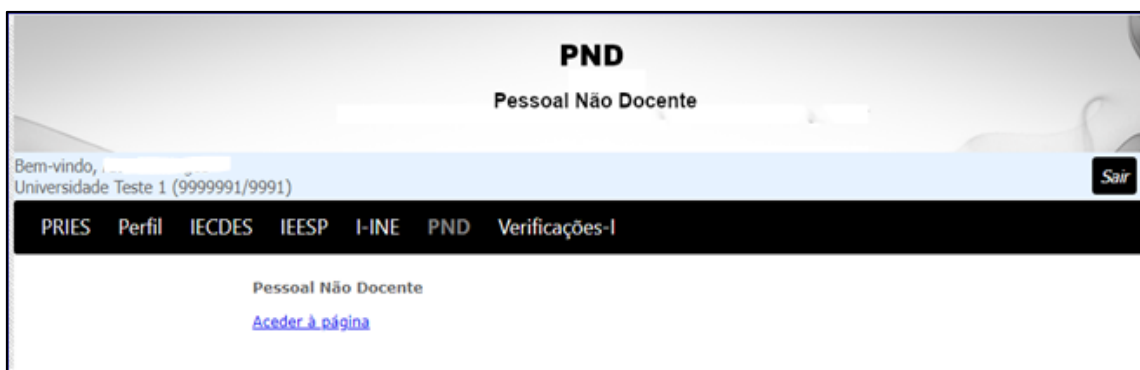 PND
Pessoal Não Docente
Bem-vindo,
Universidade Teste 1 (9999991/9991)
Sair
PRIES Perfil IECDES IEESP I-INE PND Verificações-I
Pessoal Não Docente
Aceder à página